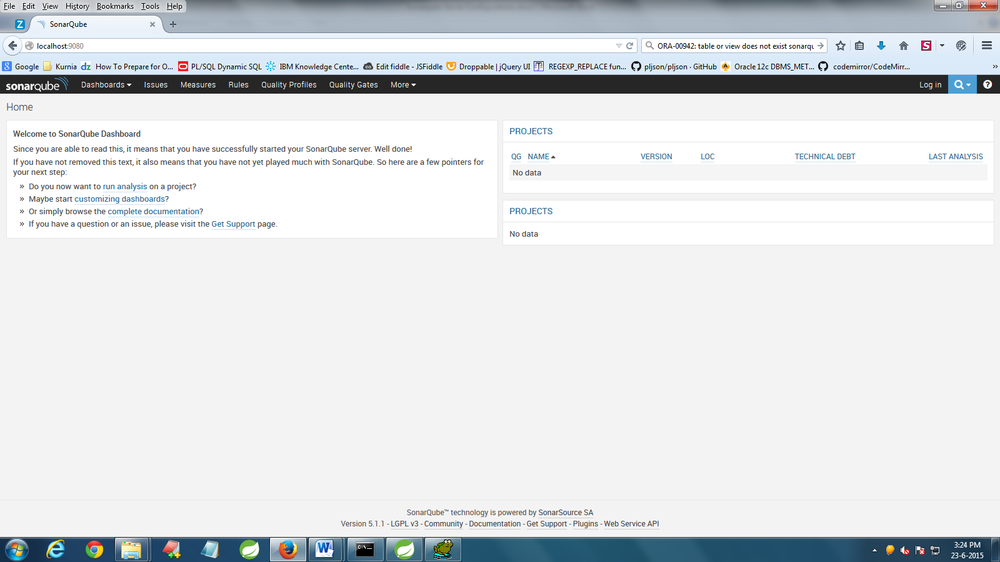 File Edit View History Bookmarks Tools Help
Z SonarQube
localhost:9080 ORA-00942: table or view does not exist sonarqu
Google Kurnia dz How To Prepare for O... PL/SQL Dynamic SQL IBM Knowledge Cente... Edit fiddle - JSFiddle Droppable | jQuery UI REGEXP_REPLACE fun... pljson/pljson · GitHub Oracle 12c DBMS_MET... codemirror/CodeMirr... »
sonarqube Dashboards Issues Measures Rules Quality Profiles Quality Gates More Log in ?
Home
Welcome to SonarQube Dashboard
Since you are able to read this, it means that you have successfully started your SonarQube server. Well done!
If you have not removed this text, it also means that you have not yet played much with SonarQube. So here are a few pointers for
your next step:
» Do you now want to run analysis on a project?
» Maybe start customizing dashboards?
» Or simply browse the complete documentation?
» If you have a question or an issue, please visit the Get Support page.
PROJECTS
QG NAME VERSION LOC TECHNICAL DEBT LAST ANALYSIS
No data
PROJECTS
No data
SonarQube™ technology is powered by SonarSource SA
Version 5.1.1 - LGPL v3 - Community - Documentation - Get Support - Plugins - Web Service API
3:24 PM
23-6-2015